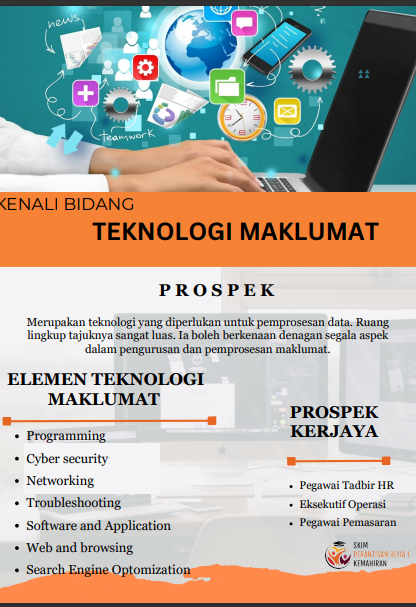 news
teamwork
KENALI BIDANG
TEKNOLOGI MAKLUMAT
PROSPEK
Merupakan teknologi yang diperlukan untuk pemprosesan data. Ruang
lingkup tajuknya sangat luas. Ia boleh berkenaan denagan segala aspek
dalam pengurusan dan pemprosesan maklumat.
ELEMEN TEKNOLOGI
MAKLUMAT
• Programming
• Cyber security
• Networking
• Troubleshooting
• Software and Application
• Web and browsing
• Search Engine Optomization
PROSPEK
KERJAYA
• Pegawai Tadbir HR
• Eksekutif Operasi
• Pegawai Pemasaran
SKIM
KEMAHIRAN